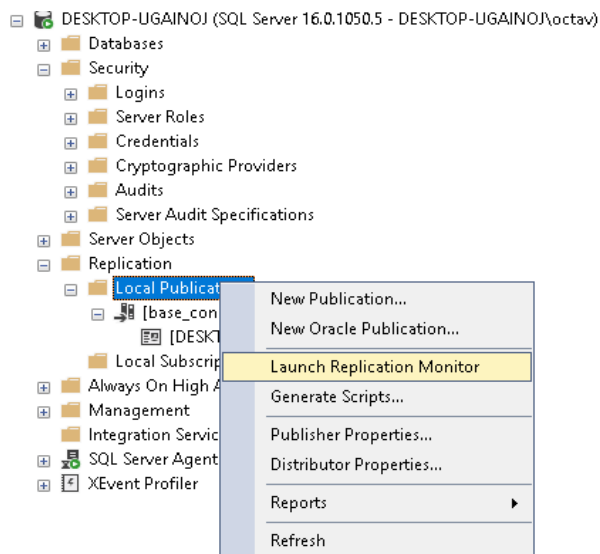 DESKTOP-UGAINOJ (SQL Server 16.0.1050.5 - DESKTOP-UGAINOJ\octav)
Databases
Security
Logins
Server Roles
Credentials
Cryptographic Providers
Audits
Server Audit Specifications
Server Objects
Replication
Local Publicat
New Publication...
[base_con
New Oracle Publication...
[DESKT
Local Subscrip
Launch Replication Monitor
Always On High A
Generate Scripts...
Management
Integration Servic
Publisher Properties...
SQL Server Agent
Distributor Properties...
XEvent Profiler
Reports
Refresh